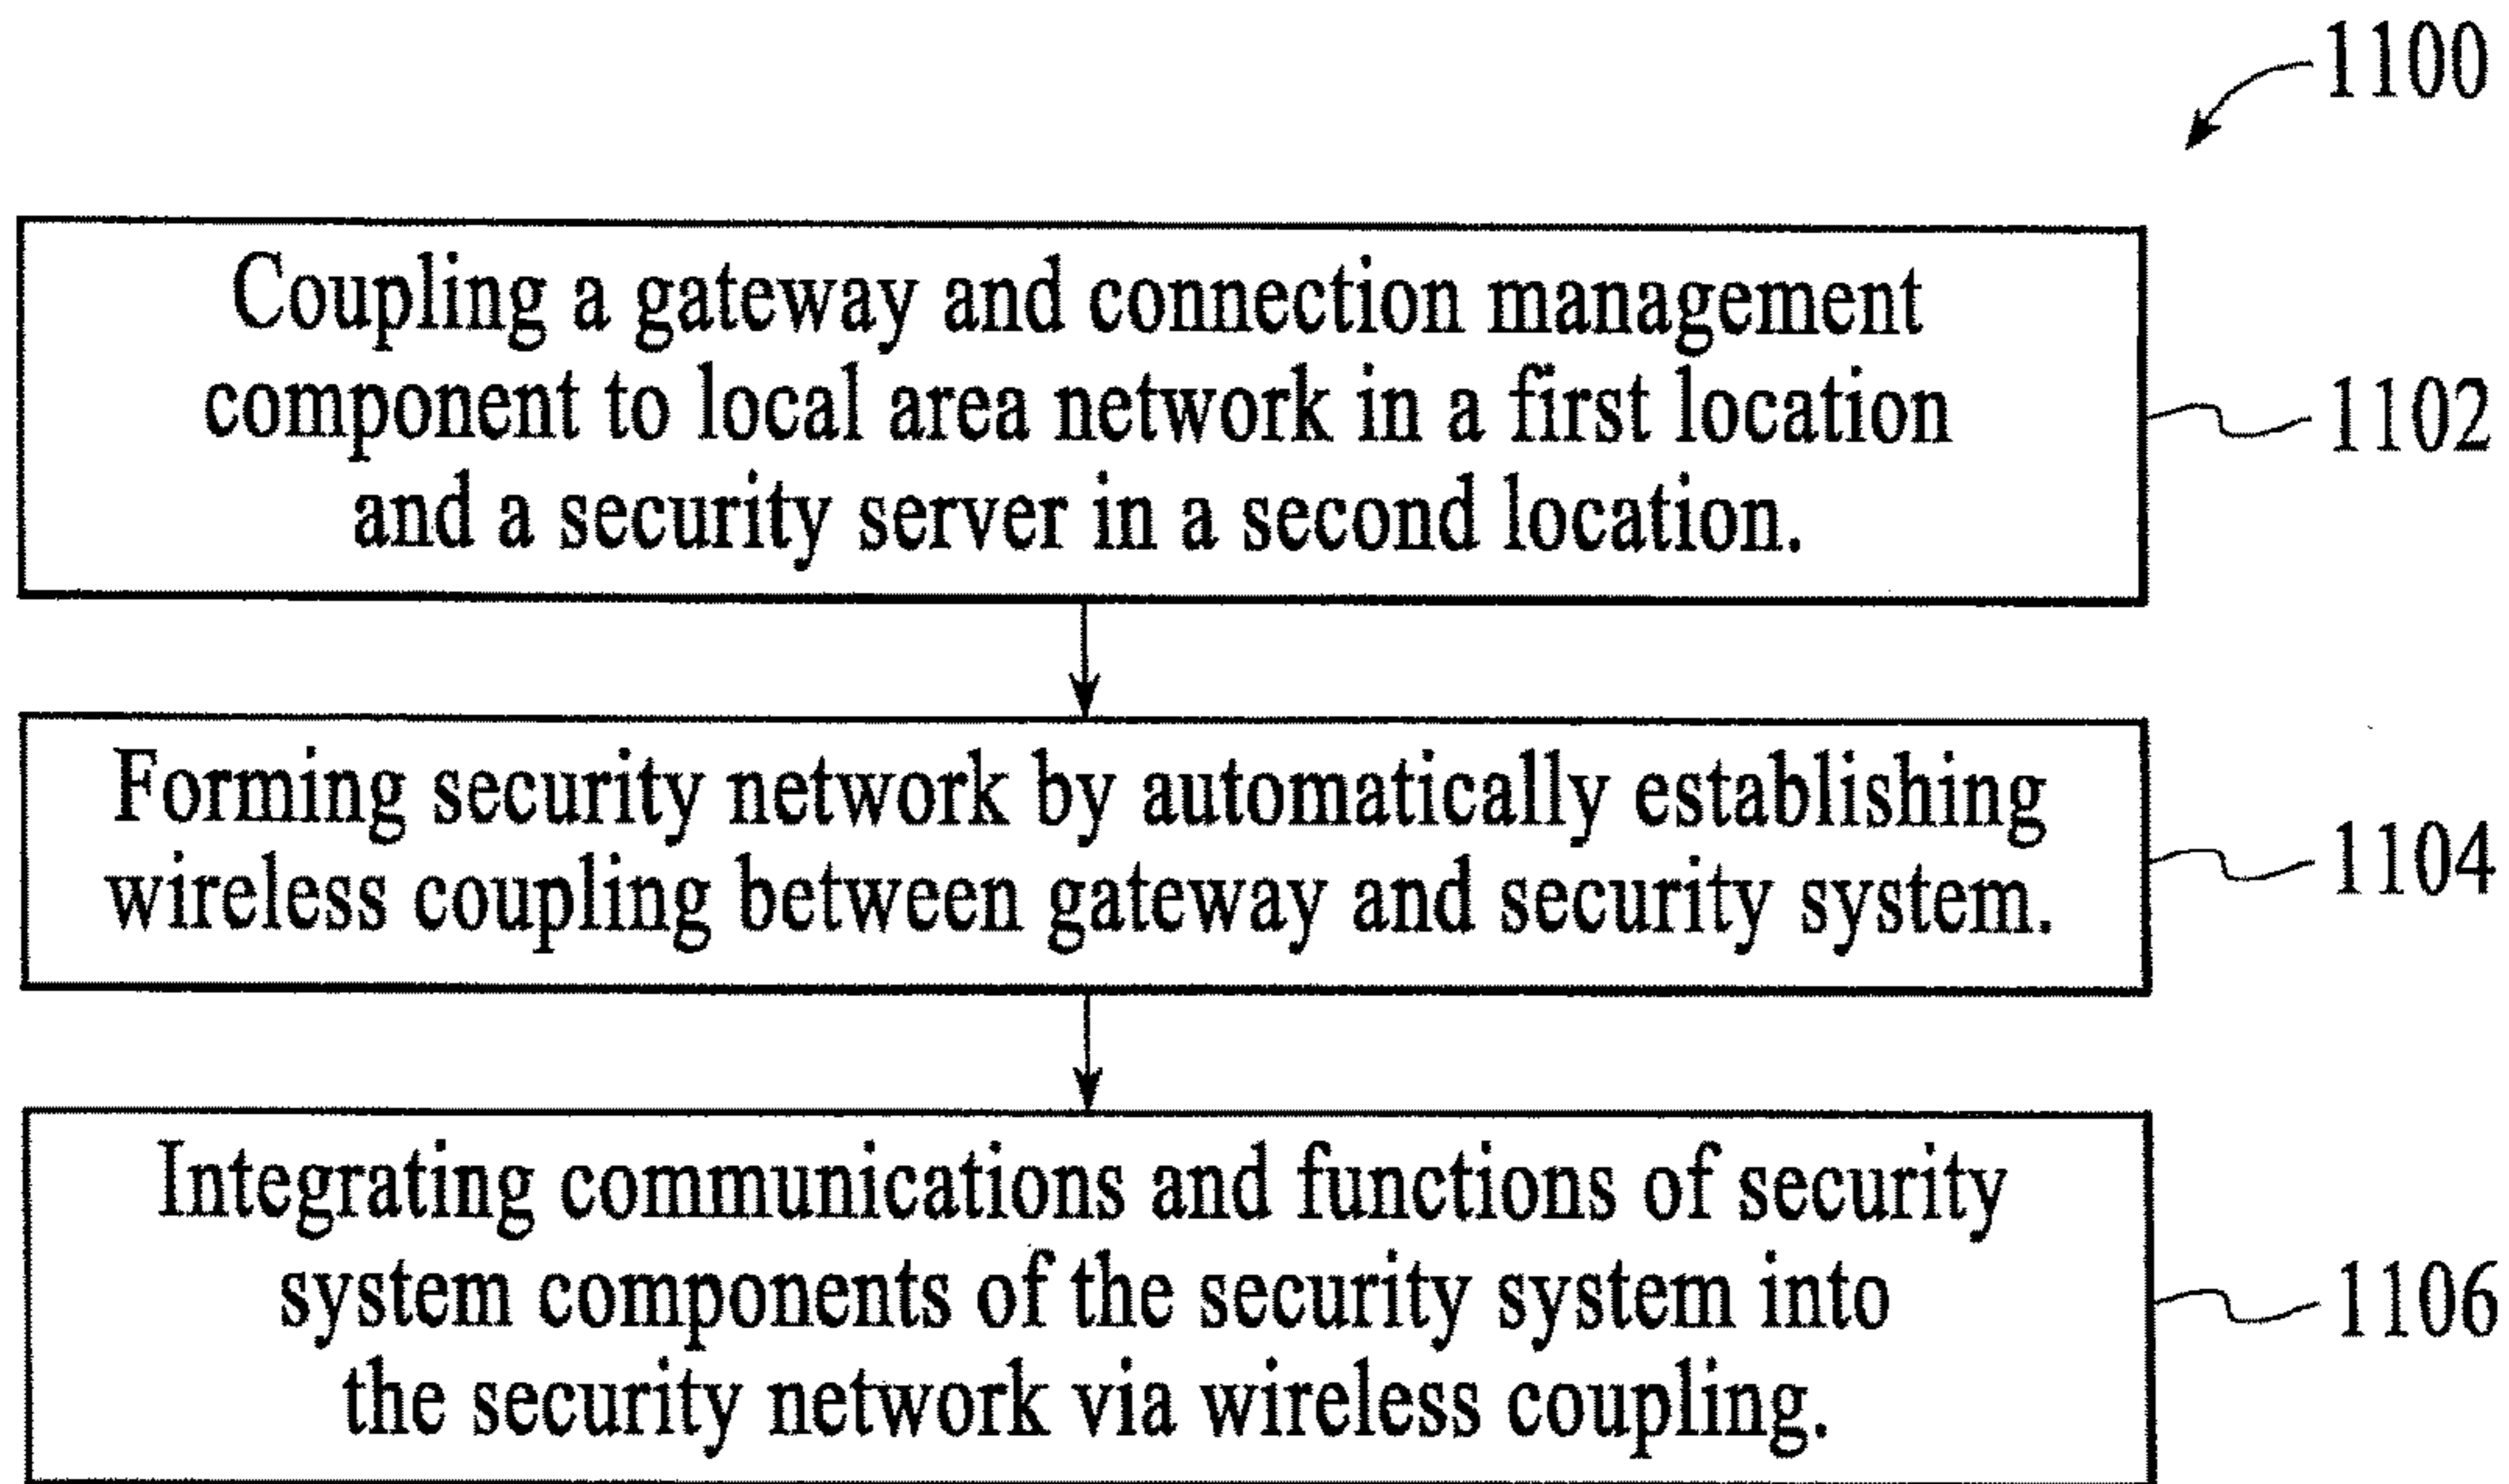 1100
Coupling a gateway and connection management
component to local area network in a first location
and a security server in a second location.
1102
Forming security network by automatically establishing
wireless coupling between gateway and security system.
1104
Integrating communications and functions of security
system components of the security system into
the security network via wireless coupling.
1106